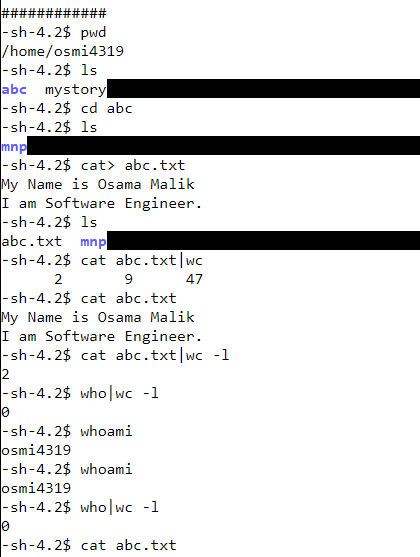 ############
-sh-4.2$ pwd
/home/osmi4319
-sh-4.2$ ls
abc  mystory
-sh-4.2$ cd abc
-sh-4.2$ ls
mnp
-sh-4.2$ cat> abc.txt
My Name is Osama Malik
I am Software Engineer.
-sh-4.2$ ls
abc.txt  mnp
-sh-4.2$ cat abc.txt|wc
      2       9      47
-sh-4.2$ cat abc.txt
My Name is Osama Malik
I am Software Engineer.
-sh-4.2$ cat abc.txt|wc -l
2
-sh-4.2$ who|wc -l
0
-sh-4.2$ whoami
osmi4319
-sh-4.2$ whoami
osmi4319
-sh-4.2$ who|wc -l
0
-sh-4.2$ cat abc.txt